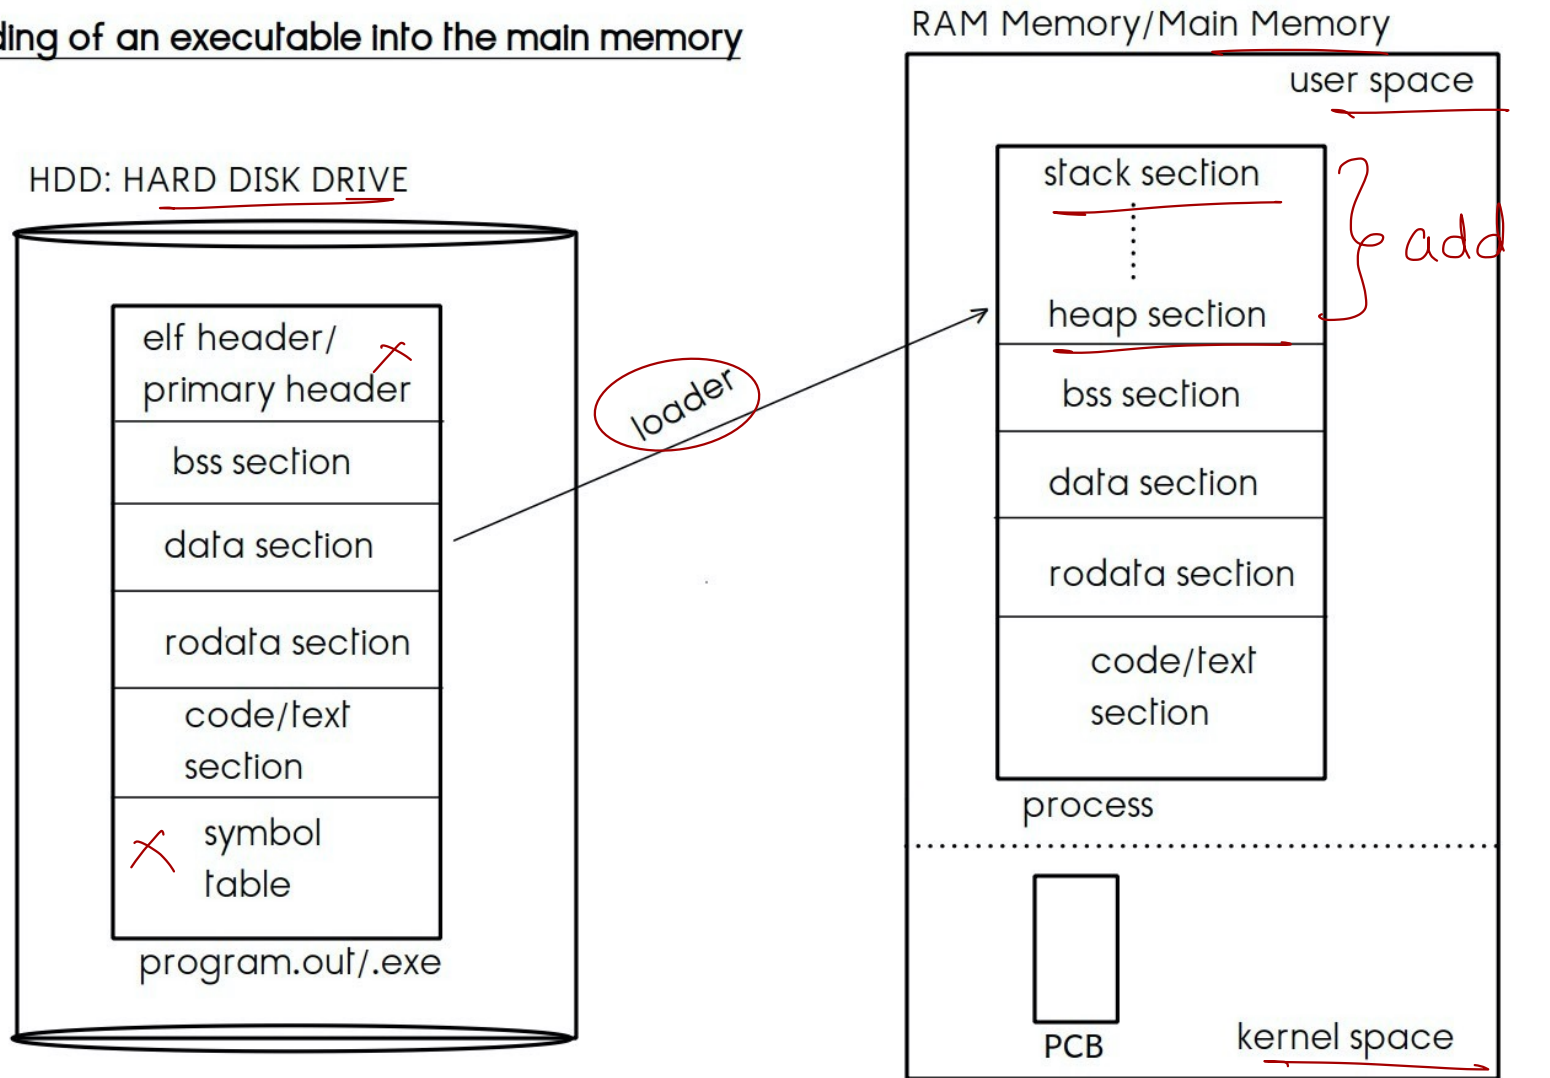 ding of an executable into the main memory
HDD: HARD DISK DRIVE
elf header/
primary header
bss section
data section
rodata section
code/text
section
symbol
table
program.out/.exe
loader
RAM Memory/Main Memory
user space
stack section
heap section
add
bss section
data section
rodata section
code/text
section
process
PCB
kernel space